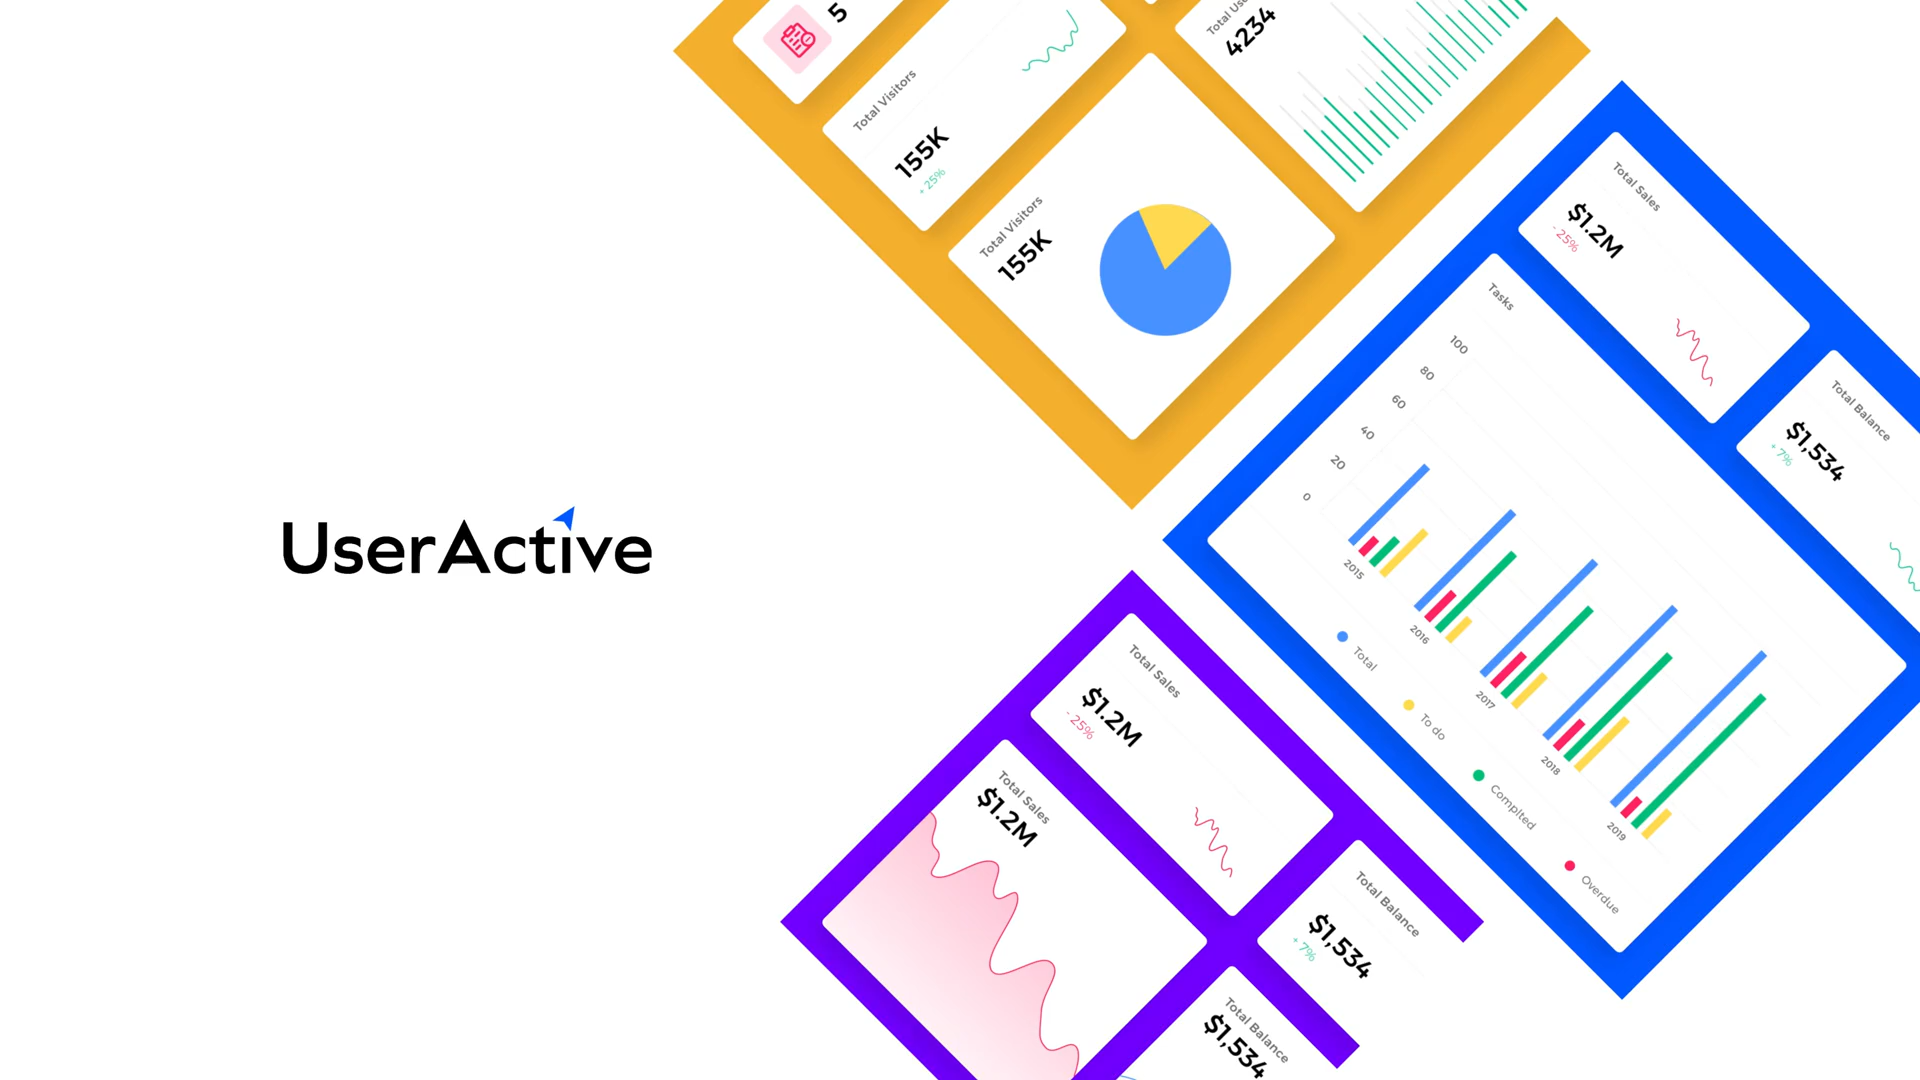 UserActive
5
Total Visitors
155K
+ 25%
Total Visitors
155K
4234
Total Sales
$1.2M
- 25%
Total Balance
$1,534
+ 7%
Tasks
100
80
60
40
20
0
2015
2016
2017
2018
2019
Total
To do
Complted
Overdue
Total Sales
$1.2M
- 25%
Total Sales
$1.2M
Total Balance
$1,534
+ 7%
Total Balance
$1,534